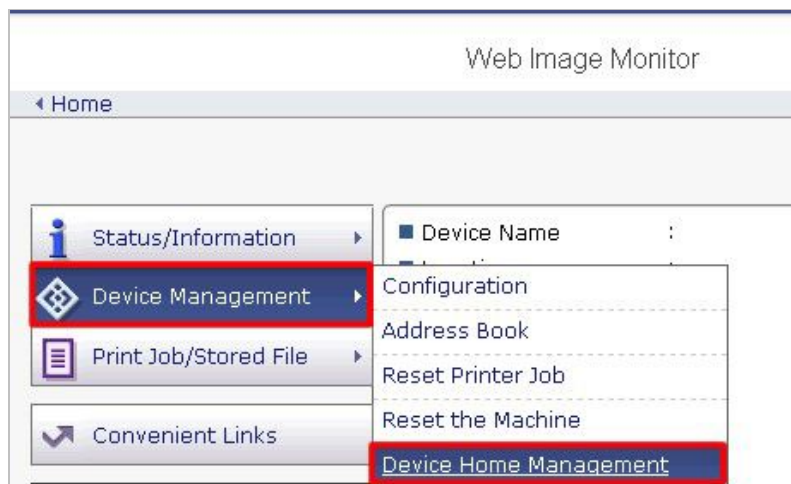 Web Image Monitor
Home
Status/Information
Device Name :
Device Management
Configuration
Address Book
Print Job/Stored File
Reset Printer Job
Reset the Machine
Convenient Links
Device Home Management